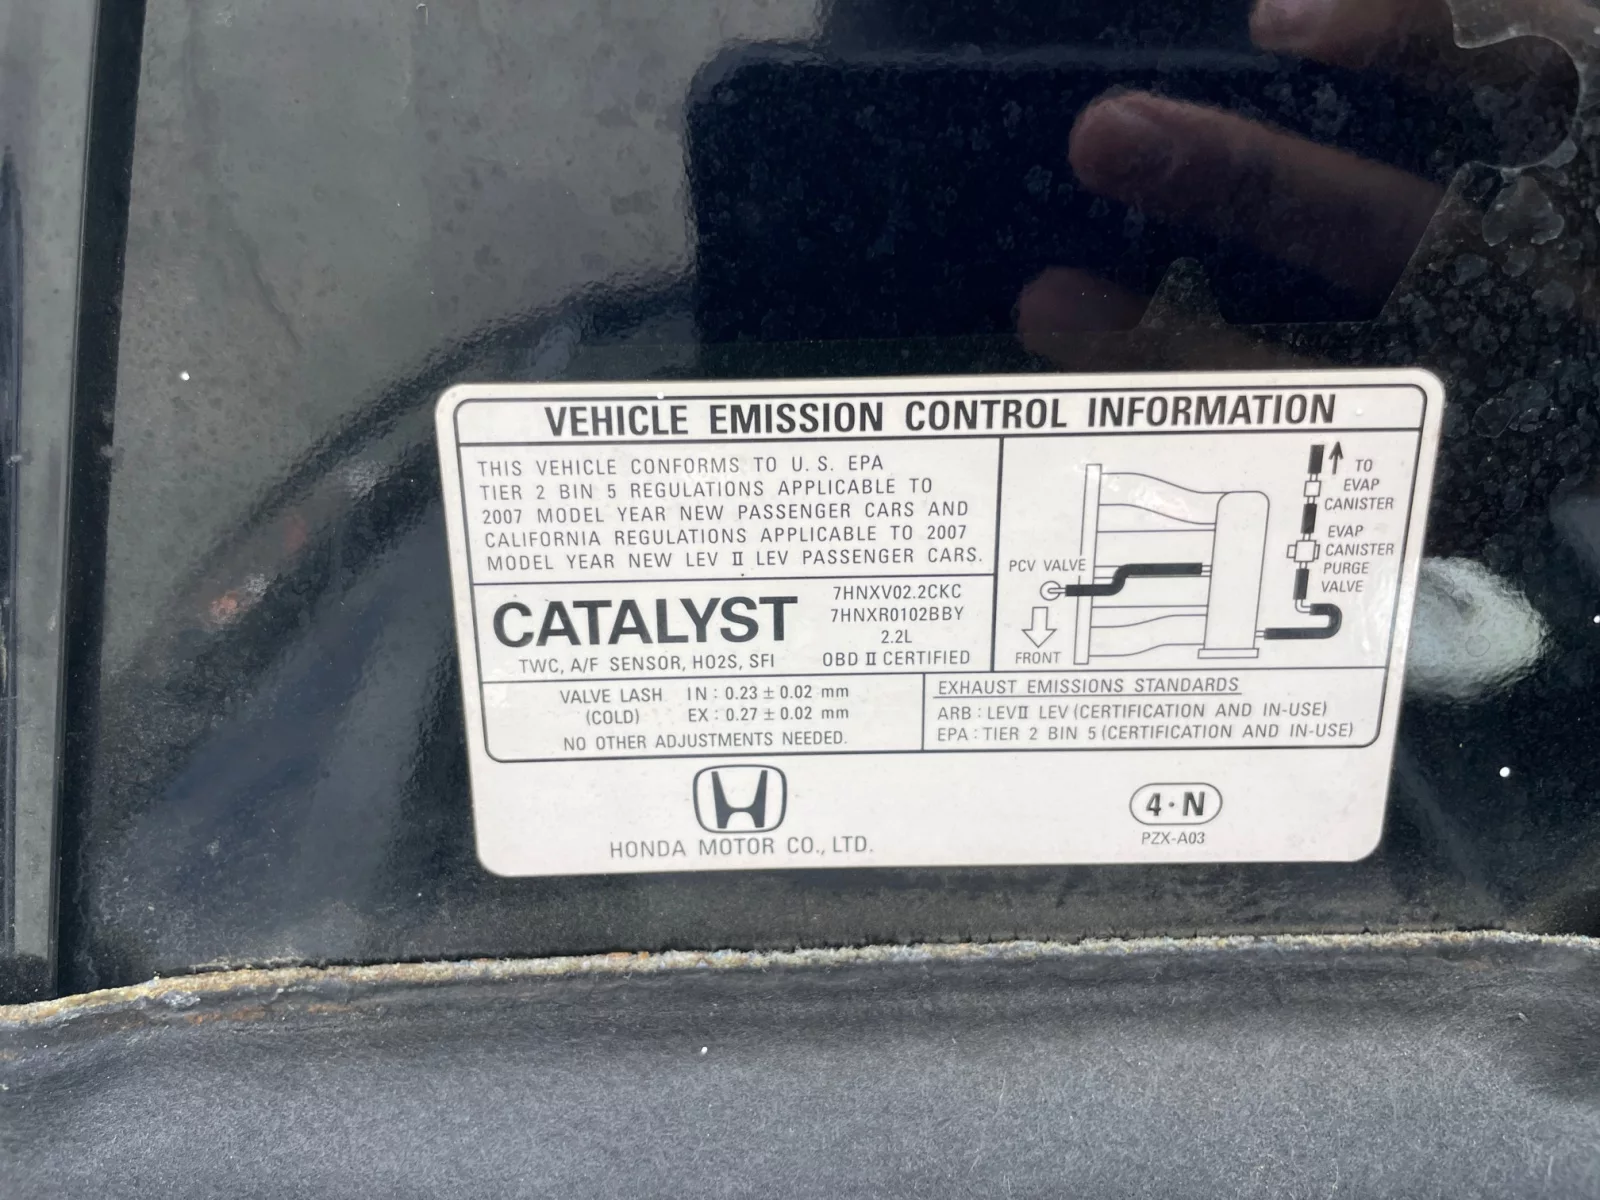 VEHICLE EMISSION CONTROL INFORMATION
THIS VEHICLE CONFORMS TO U. S. EPA
TIER 2 BIN 5 REGULATIONS APPLICABLE TO
2007 MODEL YEAR NEW PASSENGER CARS AND
CALIFORNIA REGULATIONS APPLICABLE TO 2007
MODEL YEAR NEW LEV II LEV PASSENGER CARS.
CATALYST
TWC, A/F SENSOR, HO2S, SFI
7HNXV02.2CKC
7HNXR0102BBY
2.2L
OBD II CERTIFIED
TO
EVAP
CANISTER
EVAP
CANISTER
PURGE
VALVE
PCV VALVE
FRONT
VALVE LASH IN : 0.23 ± 0.02 mm
(COLD) EX : 0.27 ± 0.02 mm
NO OTHER ADJUSTMENTS NEEDED.
EXHAUST EMISSIONS STANDARDS
ARB : LEVII LEV (CERTIFICATION AND IN-USE)
EPA : TIER 2 BIN 5 (CERTIFICATION AND IN-USE)
HONDA MOTOR CO., LTD.
4·N
PZX-A03